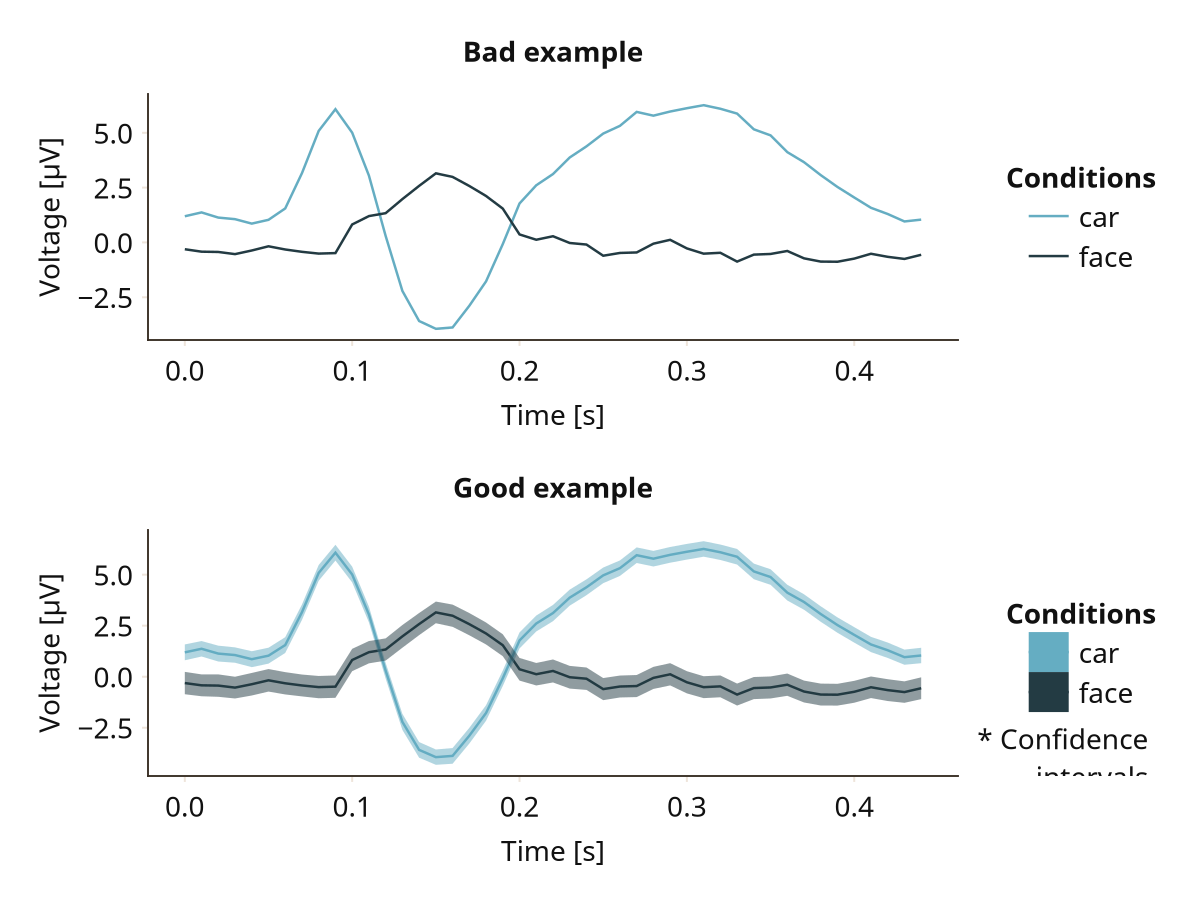 Bad example
Voltage [µV]
5.0
2.5
0.0
−2.5
0.0 0.1 0.2 0.3 0.4
Time [s]
Conditions
car
face
Good example
Voltage [µV]
5.0
2.5
0.0
−2.5
0.0 0.1 0.2 0.3 0.4
Time [s]
Conditions
car
face
* Confidence
intervals